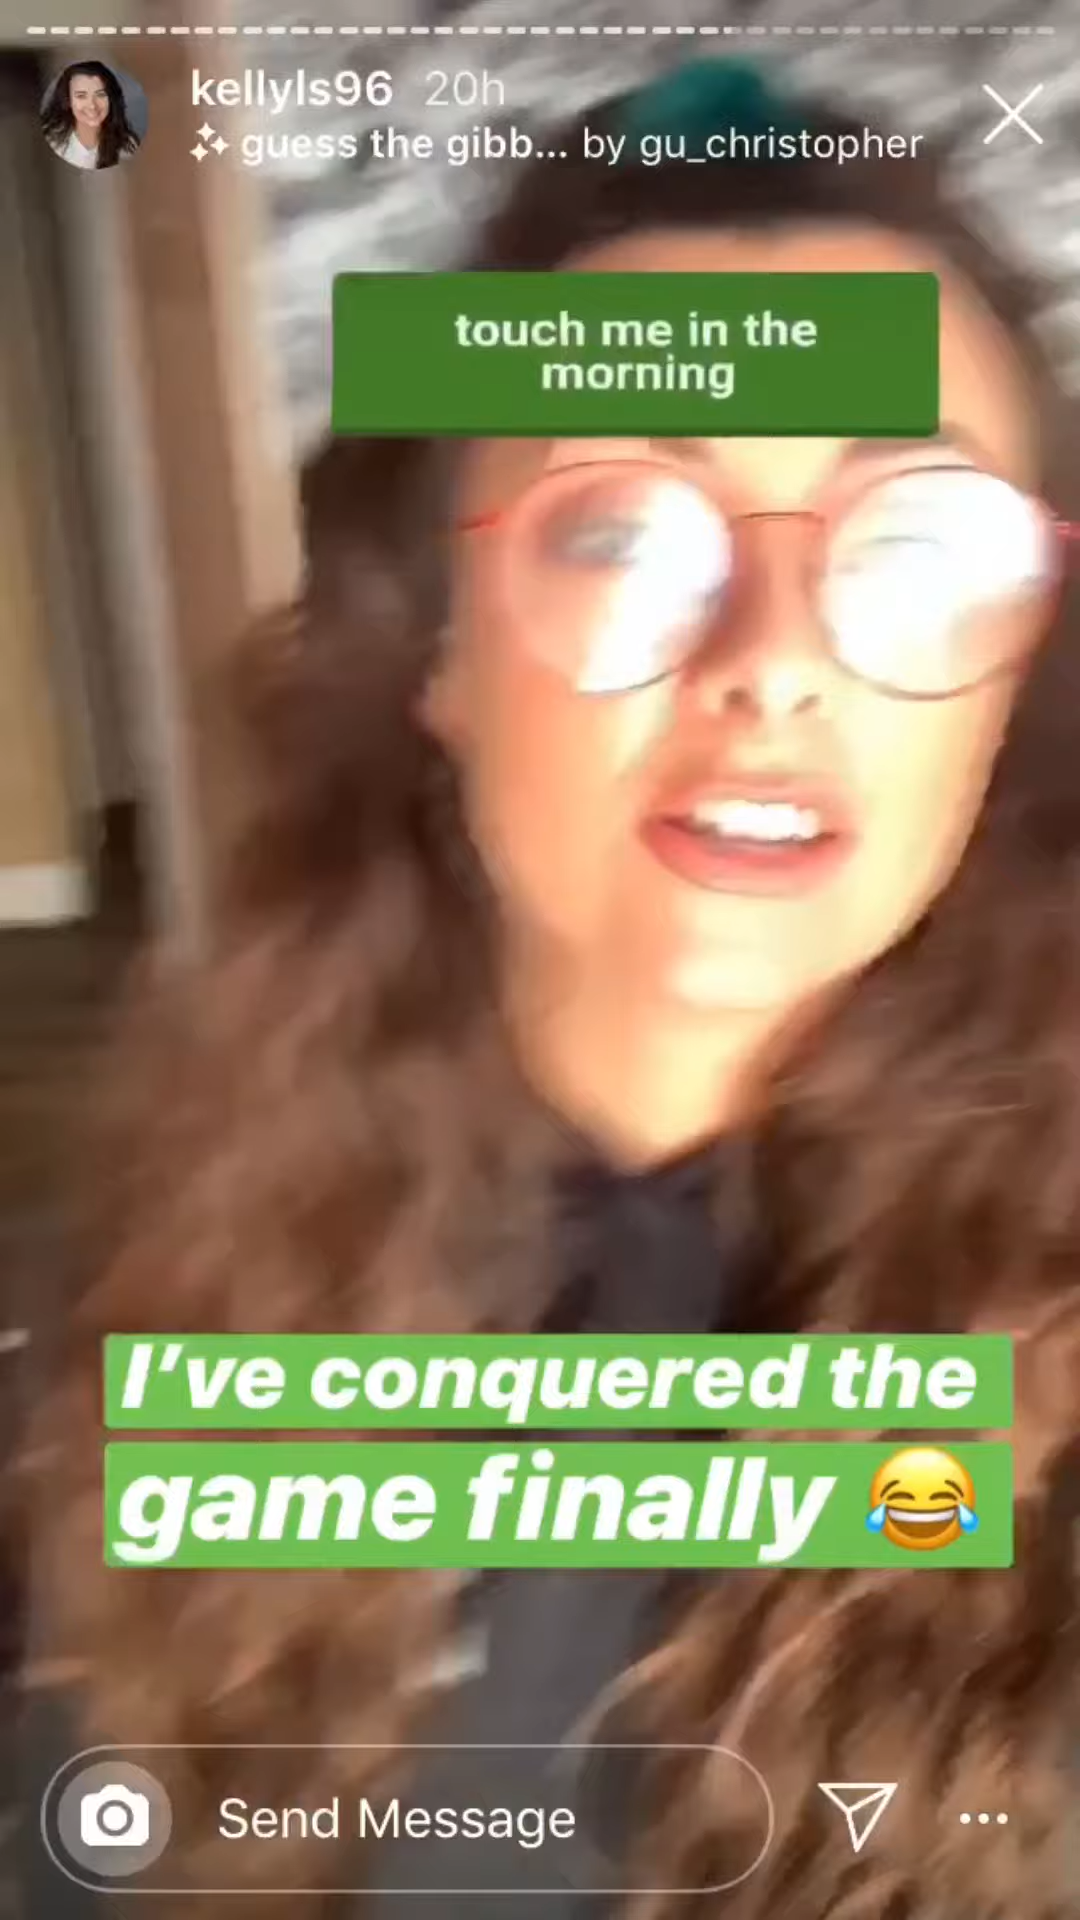 kellyls96 20h
guess the gibb... by gu_christopher
touch me in the
morning
I've conquered the
game finally 😂
Send Message